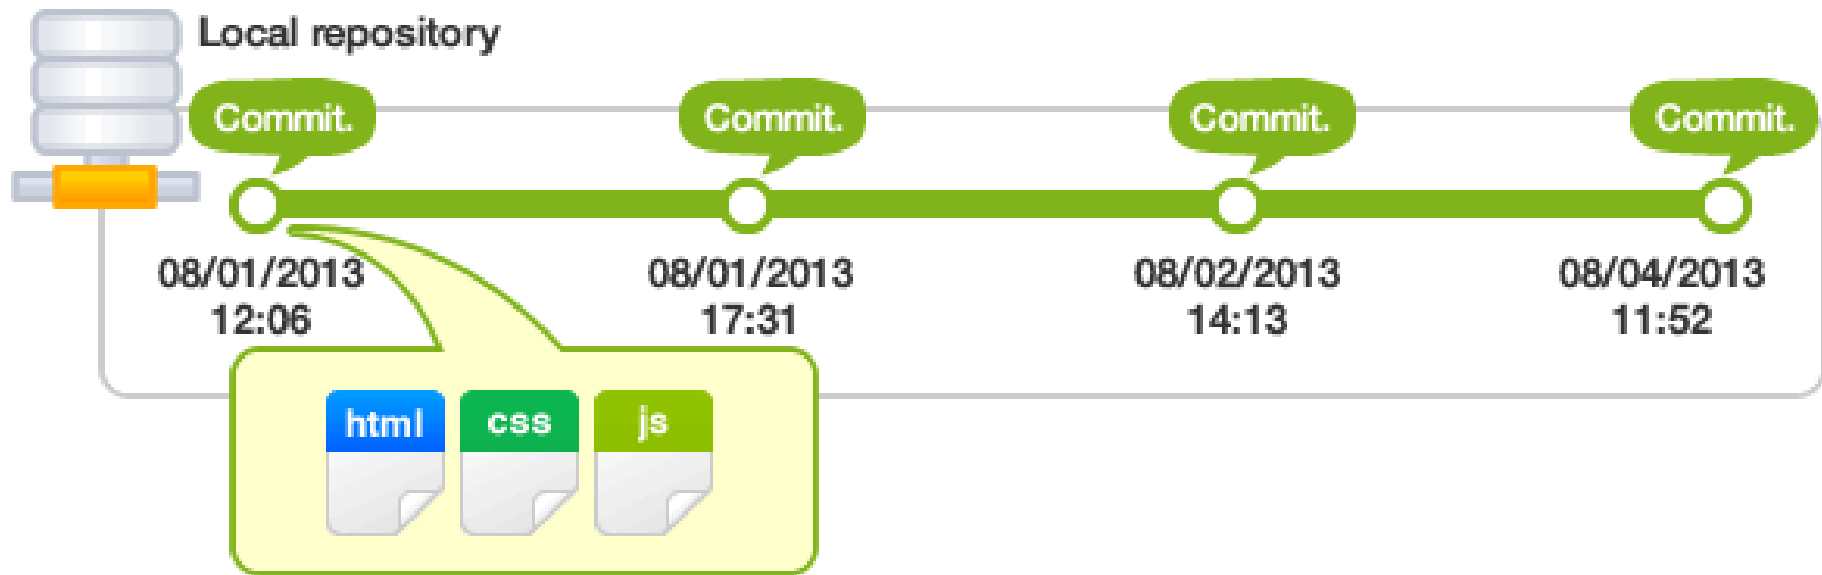 Local repository
Commit.
Commit.
Commit.
Commit.
08/01/2013
12:06
08/01/2013
17:31
08/02/2013
14:13
08/04/2013
11:52
html
css
js